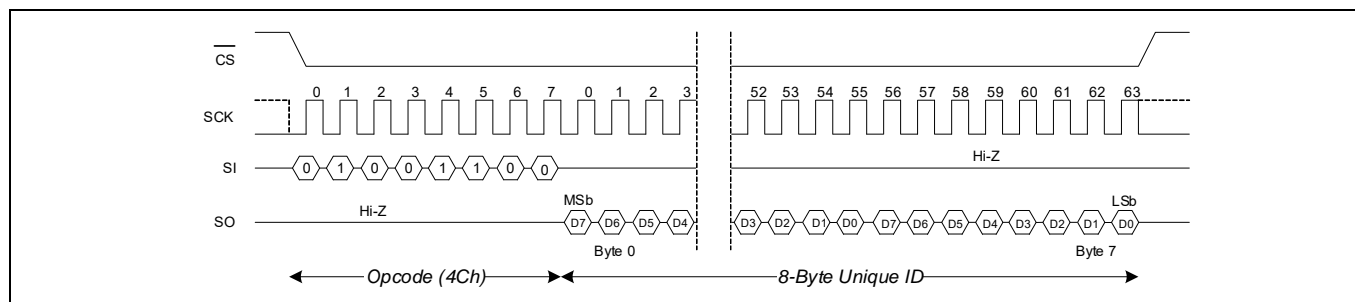 CS
0 1 2 3 4 5 6 7 0 1 2 3 52 53 54 55 56 57 58 59 60 61 62 63
SCK
Hi-Z
SI 0 1 0 0 1 1 0 0
MSb LSb
Hi-Z
SO D7 D6 D5 D4 D3 D2 D1 D0 D7 D6 D5 D4 D3 D2 D1 D0
Byte 0 Byte 7
Opcode (4Ch) 8-Byte Unique ID